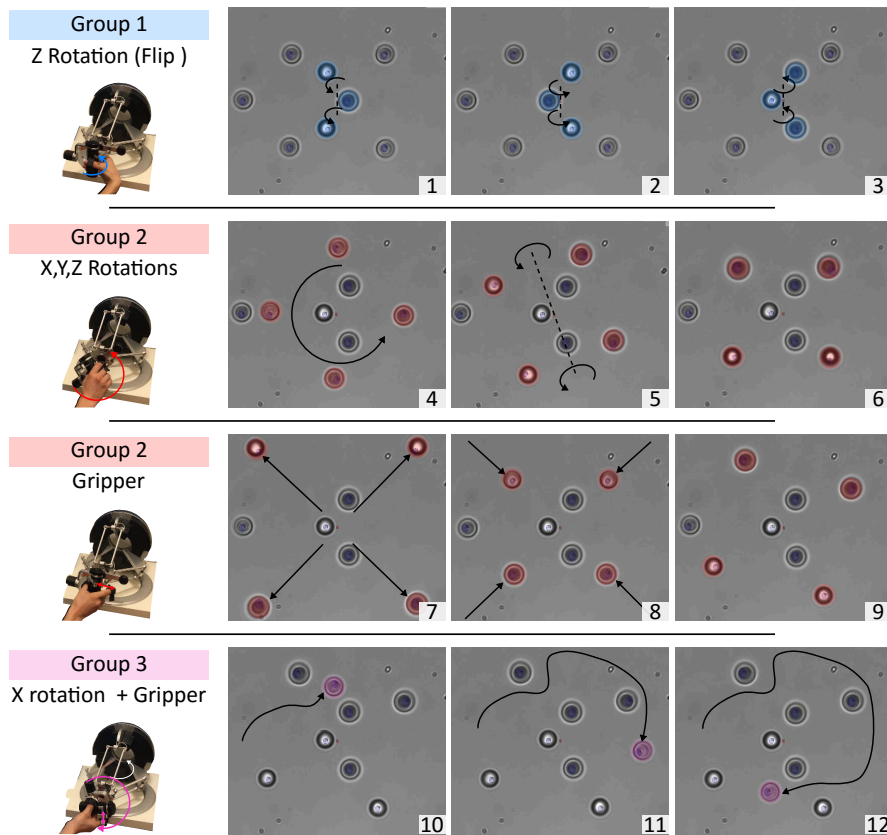 Group 1
Z Rotation (Flip )
1
2
3
Group 2
X,Y,Z Rotations
4
5
6
Group 2
Gripper
7
8
9
Group 3
X rotation + Gripper
10
11
12